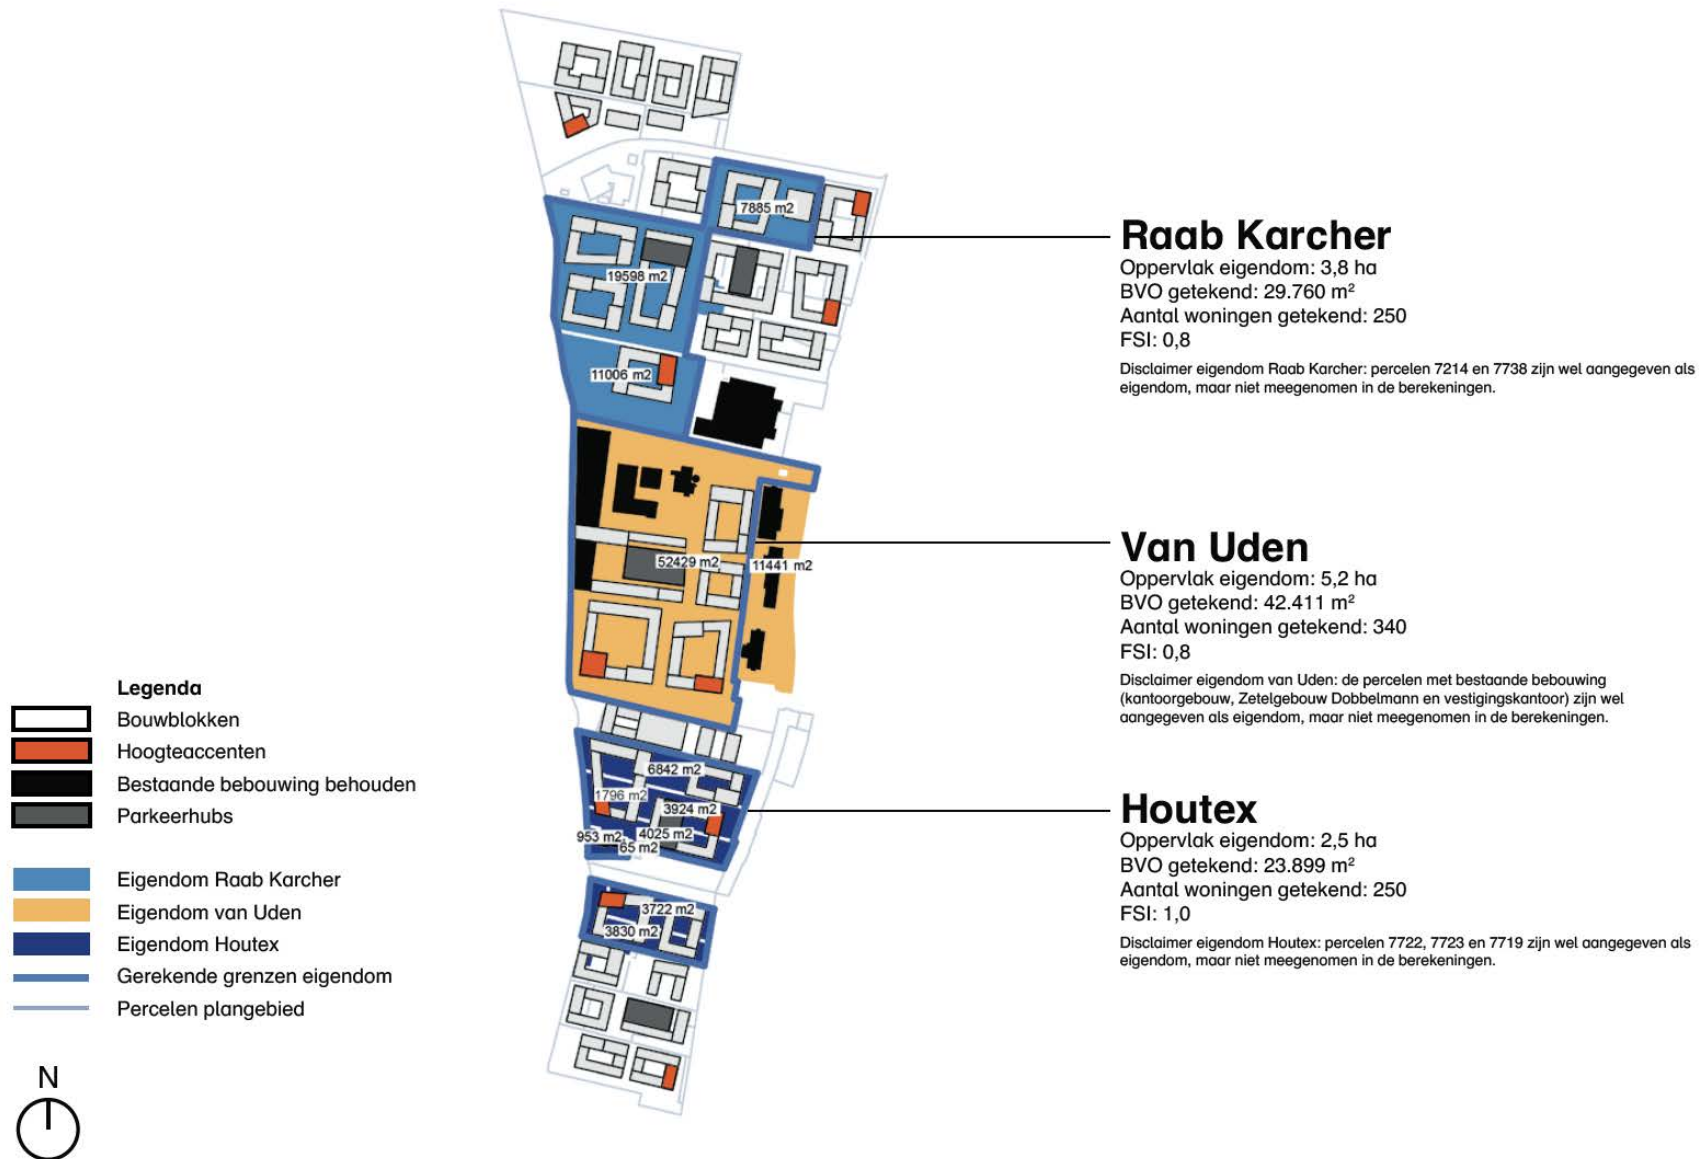 7885 m2
19598 m2
11006 m2
52429 m2
11441 m2
6842 m2
1796 m2
3924 m2
953 m2
4025 m2
65 m2
3722 m2
3830 m2
Raab Karcher
Oppervlak eigendom: 3,8 ha
BVO getekend: 29.760 m²
Aantal woningen getekend: 250
FSI: 0,8
Disclaimer eigendom Raab Karcher: percelen 7214 en 7738 zijn wel aangegeven als
eigendom, maar niet meegenomen in de berekeningen.
Van Uden
Oppervlak eigendom: 5,2 ha
BVO getekend: 42.411 m²
Aantal woningen getekend: 340
FSI: 0,8
Disclaimer eigendom van Uden: de percelen met bestaande bebouwing
(kantoorgebouw, Zetelgebouw Dobbelmann en vestigingskantoor) zijn wel
aangegeven als eigendom, maar niet meegenomen in de berekeningen.
Houtex
Oppervlak eigendom: 2,5 ha
BVO getekend: 23.899 m²
Aantal woningen getekend: 250
FSI: 1,0
Disclaimer eigendom Houtex: percelen 7722, 7723 en 7719 zijn wel aangegeven als
eigendom, maar niet meegenomen in de berekeningen.
Legenda
Bouwblokken
Hoogteaccenten
Bestaande bebouwing behouden
Parkeerhubs
Eigendom Raab Karcher
Eigendom van Uden
Eigendom Houtex
Gerekende grenzen eigendom
Percelen plangebied
N